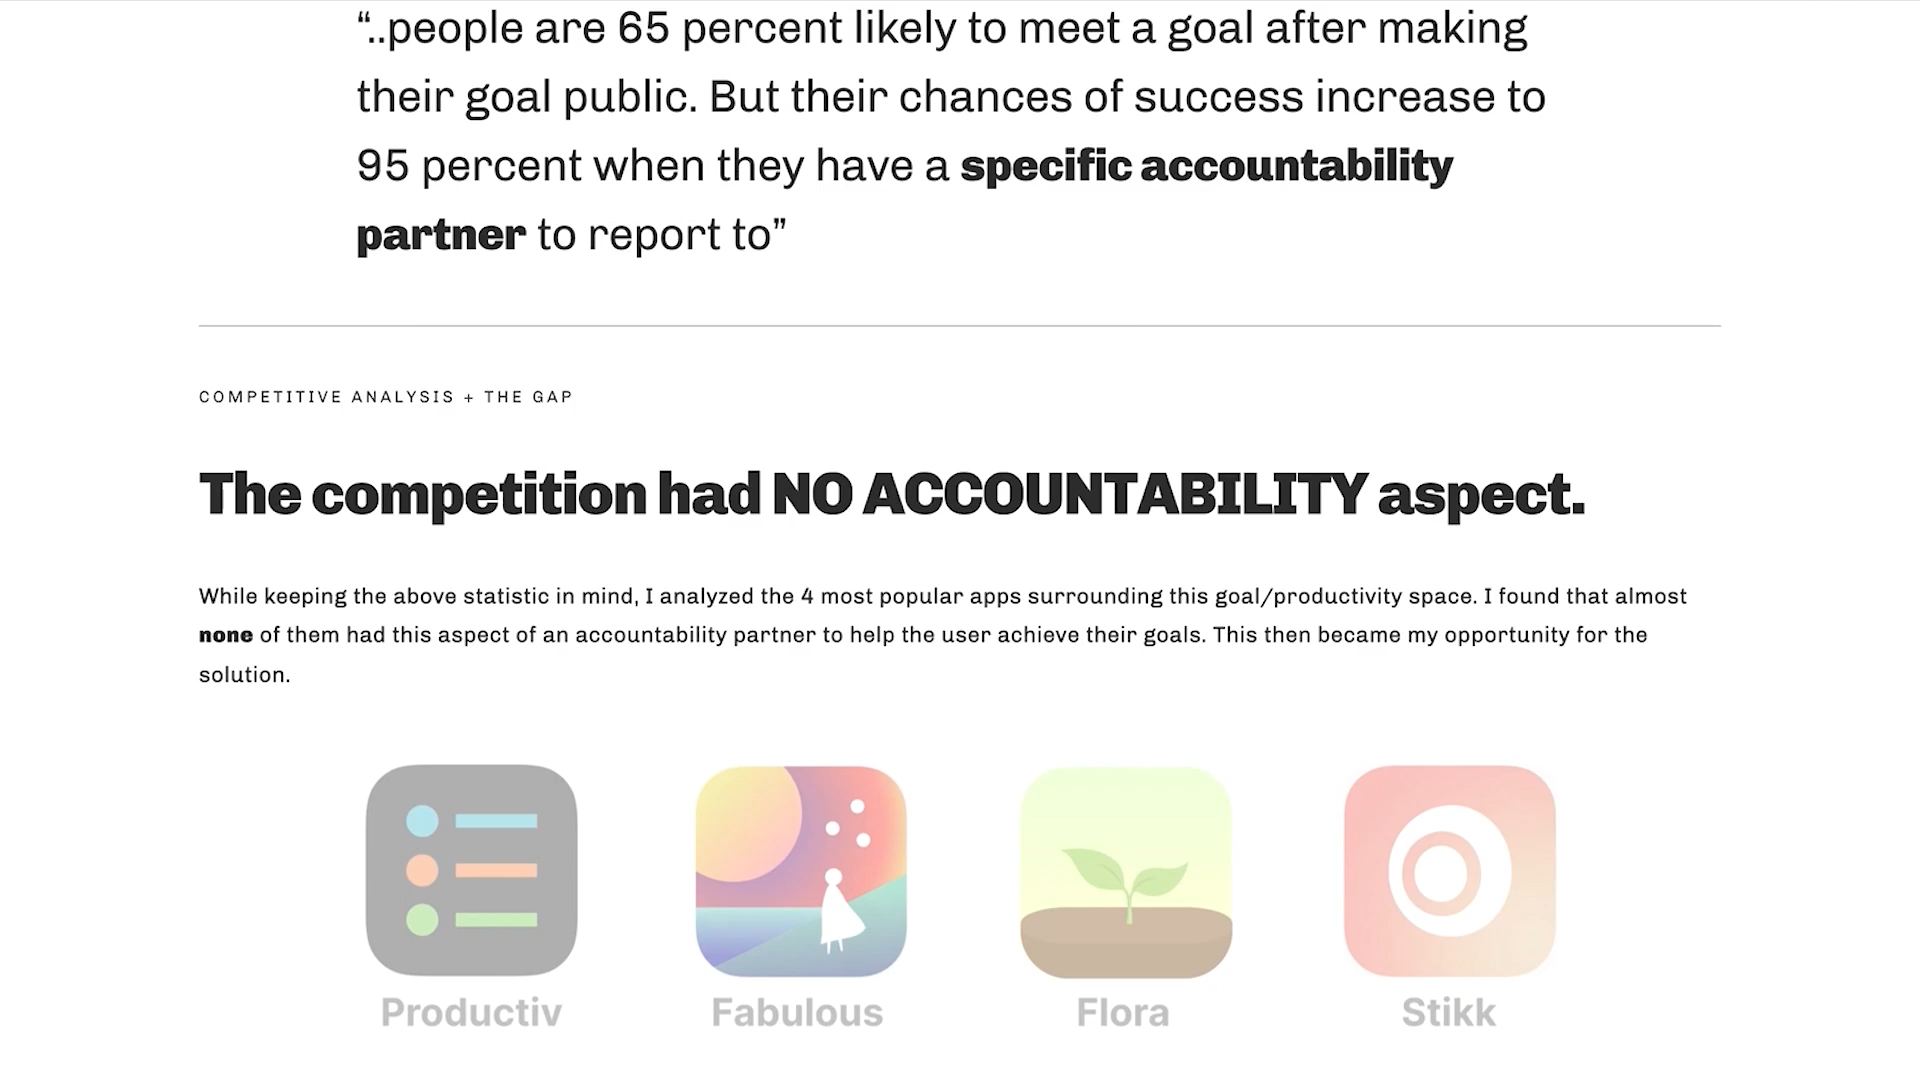 “..people are 65 percent likely to meet a goal after making
their goal public. But their chances of success increase to
95 percent when they have a specific accountability
partner to report to”
COMPETITIVE ANALYSIS + THE GAP
The competition had NO ACCOUNTABILITY aspect.
While keeping the above statistic in mind, I analyzed the 4 most popular apps surrounding this goal/productivity space. I found that almost
none of them had this aspect of an accountability partner to help the user achieve their goals. This then became my opportunity for the
solution.
Productiv
Fabulous
Flora
Stikk